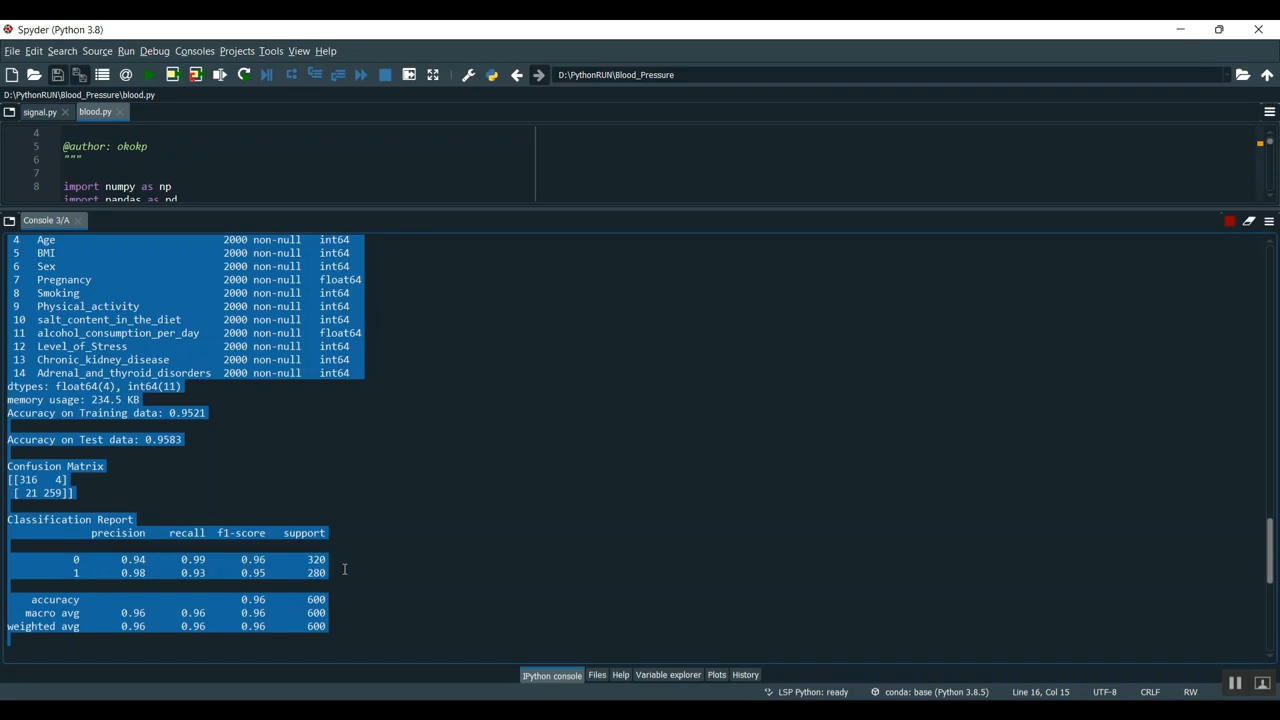 Spyder (Python 3.8)
File Edit Search Source Run Debug Consoles Projects Tools View Help
D:\PythonRUN\Blood_Pressure
D:\PythonRUN\Blood_Pressure\blood.py
signal.py blood.py
4
5 @author: okokp
6 """
7
8 import numpy as np
import pandas as pd
Console 3/A
4 Age 2000 non-null int64
5 BMI 2000 non-null int64
6 Sex 2000 non-null int64
7 Pregnancy 2000 non-null float64
8 Smoking 2000 non-null int64
9 Physical_activity 2000 non-null int64
10 salt_content_in_the_diet 2000 non-null int64
11 alcohol_consumption_per_day 2000 non-null float64
12 Level_of_Stress 2000 non-null int64
13 Chronic_kidney_disease 2000 non-null int64
14 Adrenal_and_thyroid_disorders 2000 non-null int64
dtypes: float64(4), int64(11)
memory usage: 234.5 KB
Accuracy on Training data: 0.9521
Accuracy on Test data: 0.9583
Confusion Matrix
[[316 4]
[ 21 259]]
Classification Report
precision recall f1-score support
0 0.94 0.99 0.96 320
1 0.98 0.93 0.95 280
accuracy 0.96 600
macro avg 0.96 0.96 0.96 600
weighted avg 0.96 0.96 0.96 600
IPython console Files Help Variable explorer Plots History
LSP Python: ready conda: base (Python 3.8.5) Line 16, Col 15 UTF-8 CRLF RW